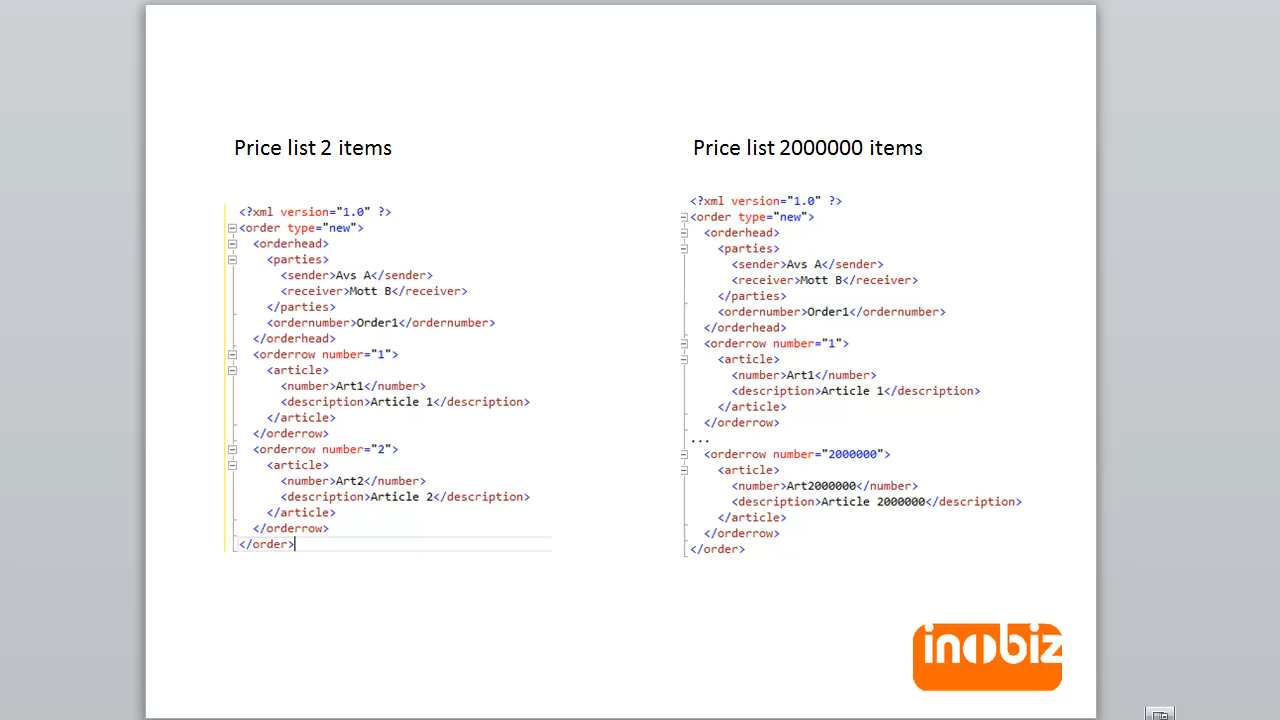 Price list 2 items
<?xml version="1.0" ?>
<order type="new">
<orderhead>
<parties>
<sender>Avs A</sender>
<receiver>Mott B</receiver>
</parties>
<ordernumber>Order1</ordernumber>
</orderhead>
<orderrow number="1">
<article>
<number>Art1</number>
<description>Article 1</description>
</article>
</orderrow>
<orderrow number="2">
<article>
<number>Art2</number>
<description>Article 2</description>
</article>
</orderrow>
</order>
Price list 2000000 items
<?xml version="1.0" ?>
<order type="new">
<orderhead>
<parties>
<sender>Avs A</sender>
<receiver>Mott B</receiver>
</parties>
<ordernumber>Order1</ordernumber>
</orderhead>
<orderrow number="1">
<article>
<number>Art1</number>
<description>Article 1</description>
</article>
</orderrow>
...
<orderrow number="2000000">
<article>
<number>Art2000000</number>
<description>Article 2000000</description>
</article>
</orderrow>
</order>
inobiz